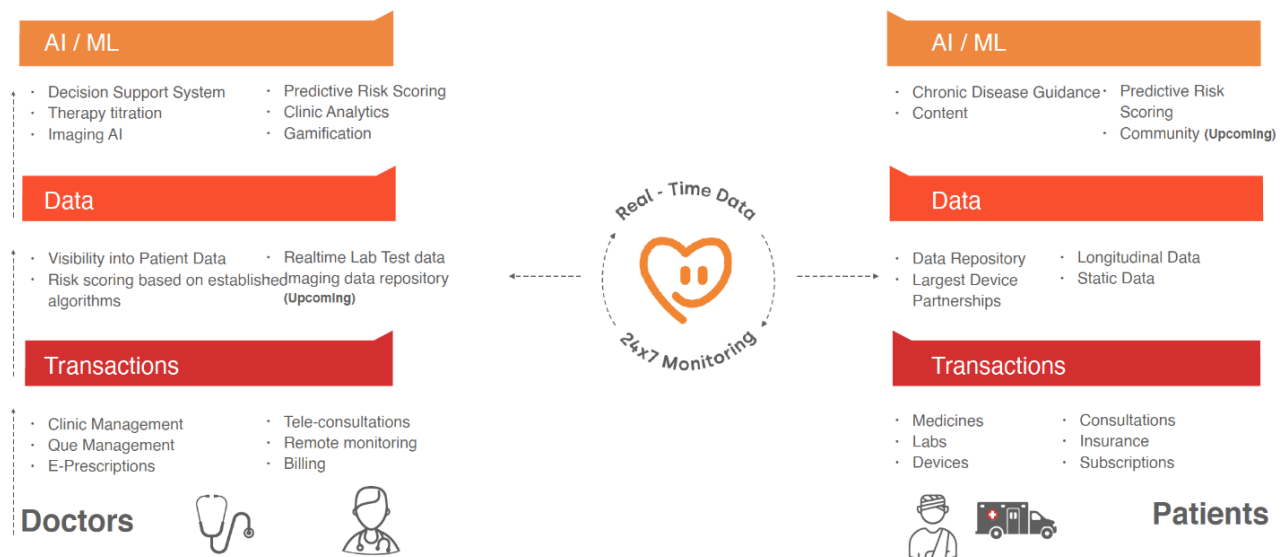 AI / ML
· Decision Support System
· Therapy titration
· Imaging AI
· Predictive Risk Scoring
· Clinic Analytics
· Gamification
Data
· Visibility into Patient Data
· Risk scoring based on established
algorithms
· Realtime Lab Test data
Imaging data repository
(Upcoming)
Transactions
· Clinic Management
· Que Management
· E-Prescriptions
· Tele-consultations
· Remote monitoring
· Billing
Doctors
Real - Time Data
24x7 Monitoring
AI / ML
· Chronic Disease Guidance
· Content
· Predictive Risk
Scoring
· Community (Upcoming)
Data
· Data Repository
· Largest Device
Partnerships
· Longitudinal Data
· Static Data
Transactions
· Medicines
· Labs
· Devices
· Consultations
· Insurance
· Subscriptions
Patients